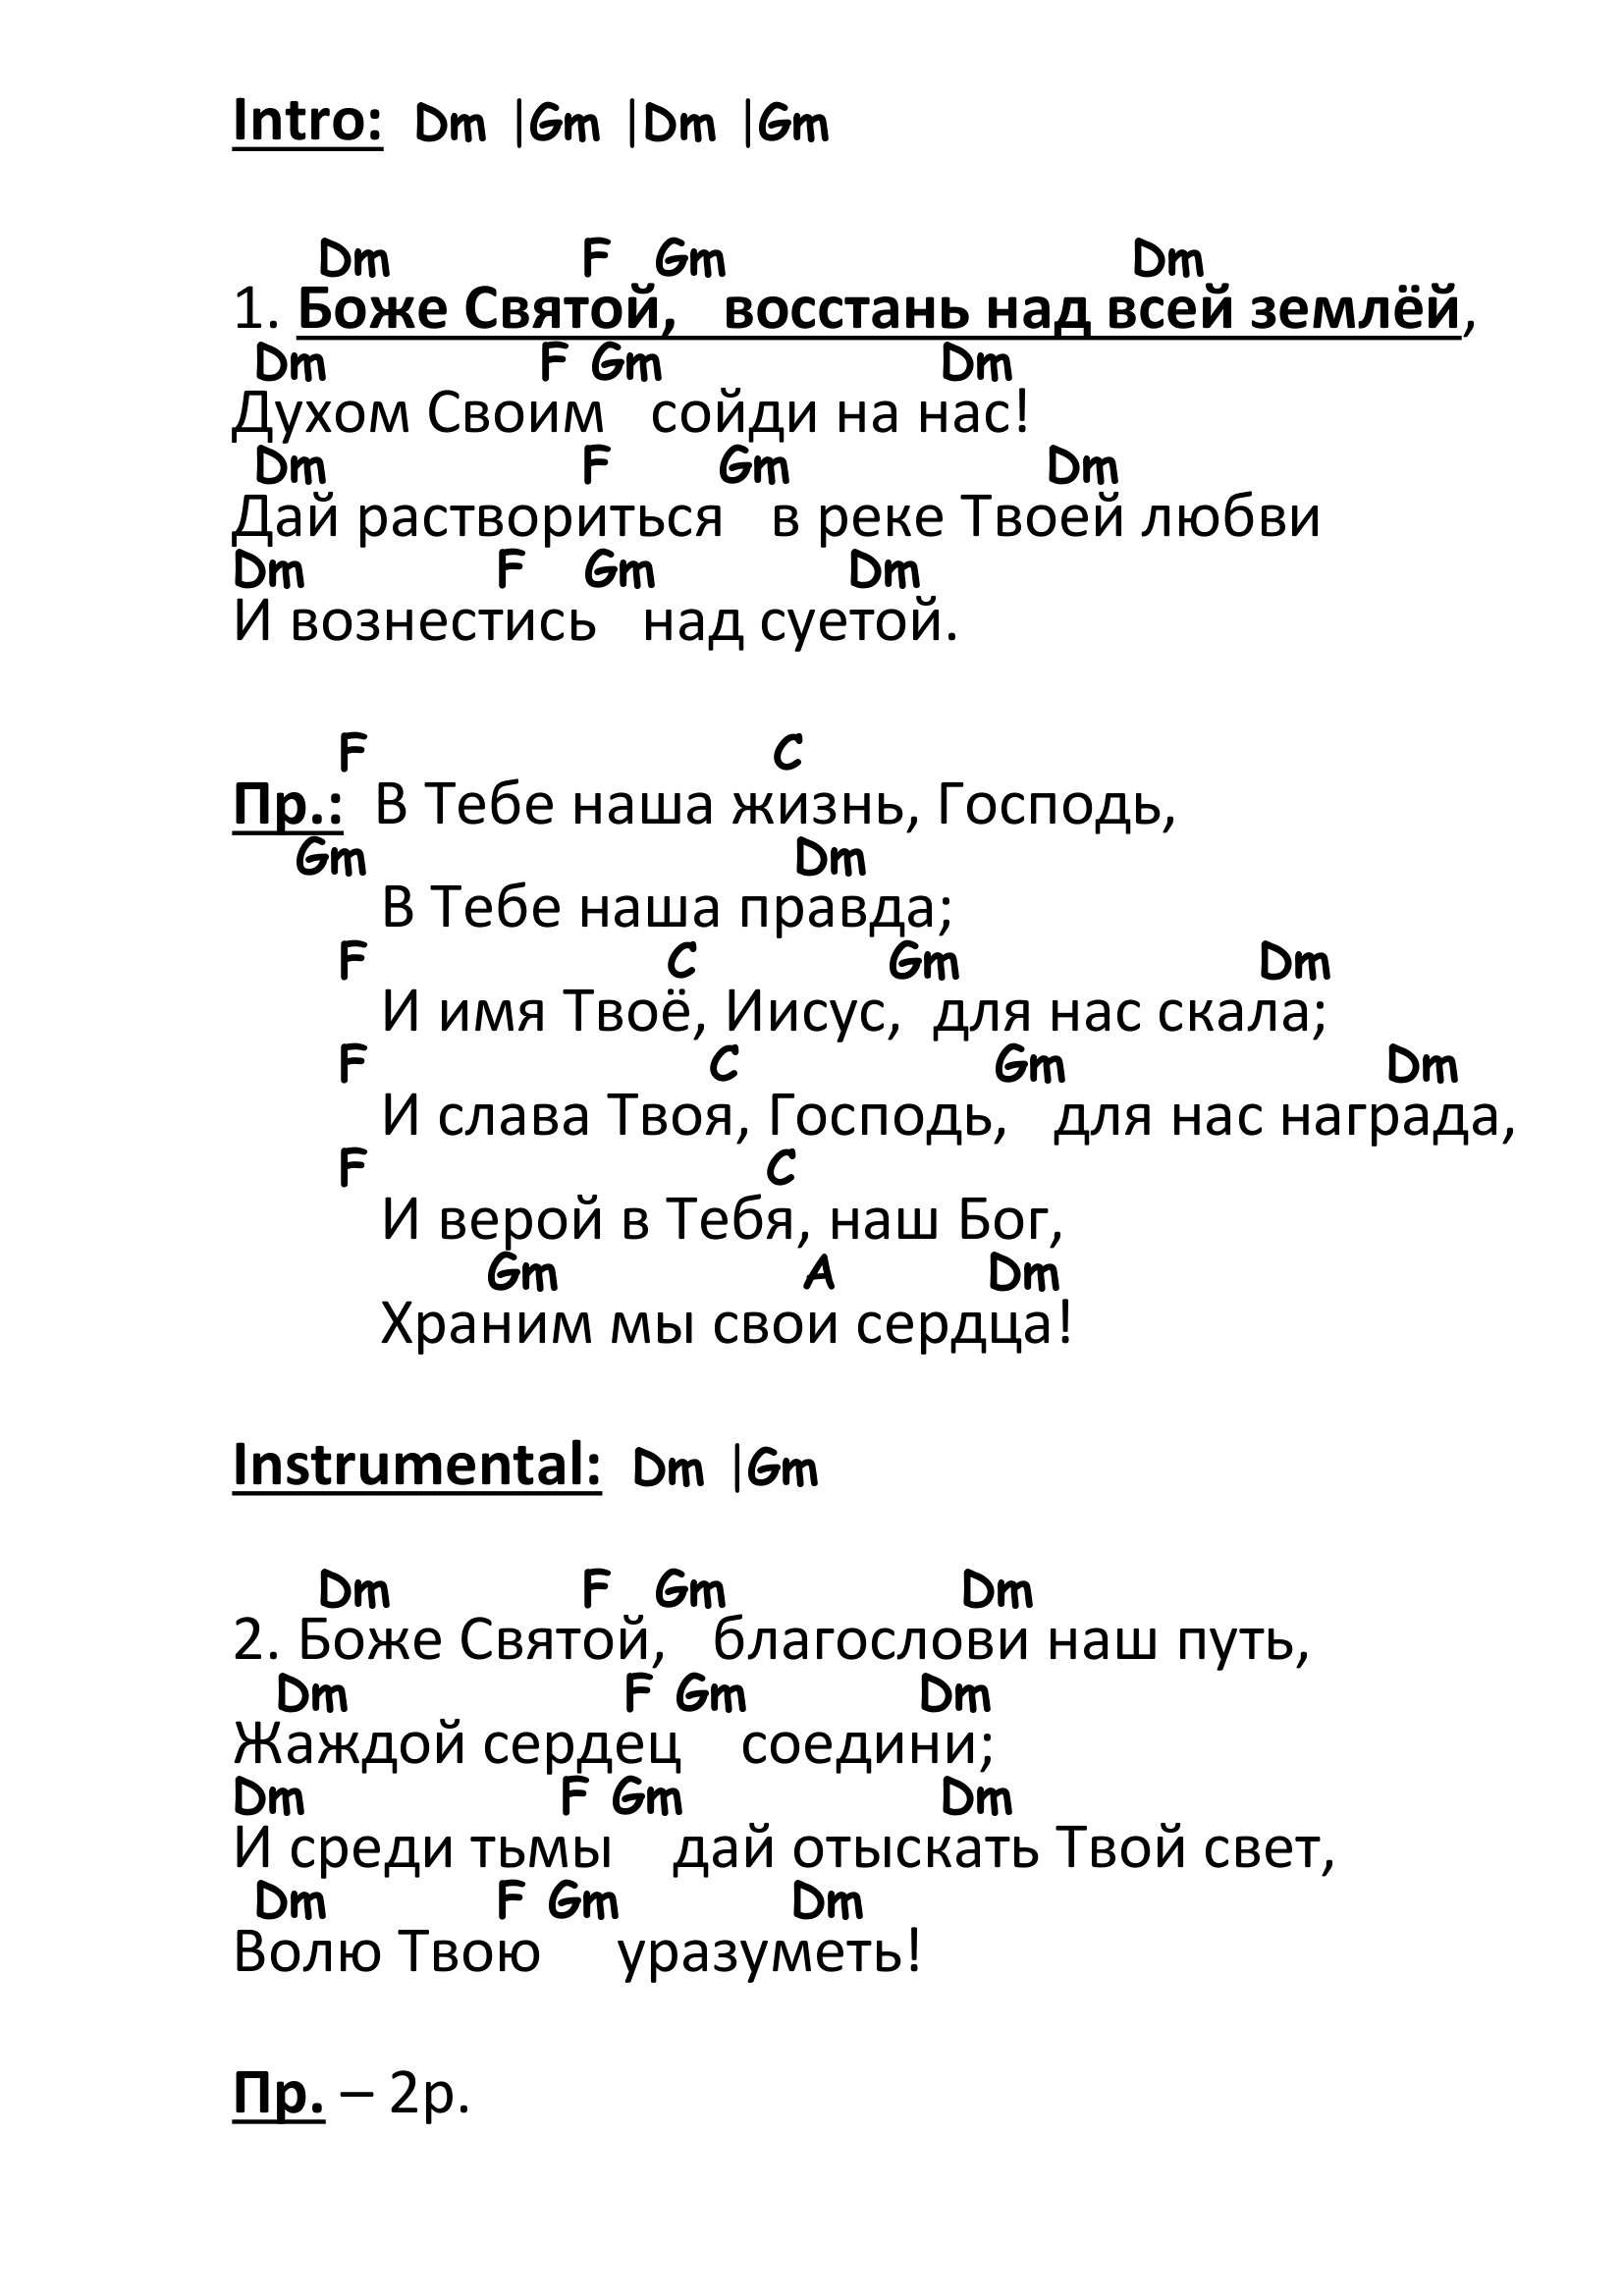 Intro: Dm |Gm |Dm |Gm
Dm F Gm Dm
1. Боже Святой, восстань над всей землёй,
Dm F Gm Dm
Духом Своим сойди на нас!
Dm F Gm Dm
Дай раствориться в реке Твоей любви
Dm F Gm Dm
И вознестись над суетой.
F C
Пр.: В Тебе наша жизнь, Господь,
Gm Dm
В Тебе наша правда;
F C Gm Dm
И имя Твоё, Иисус, для нас скала;
F C Gm Dm
И слава Твоя, Господь, для нас награда,
F C
И верой в Тебя, наш Бог,
Gm A Dm
Храним мы свои сердца!
Instrumental: Dm |Gm
Dm F Gm Dm
2. Боже Святой, благослови наш путь,
Dm F Gm Dm
Жаждой сердец соедини;
Dm F Gm Dm
И среди тьмы дай отыскать Твой свет,
Dm F Gm Dm
Волю Твою уразуметь!
Пр. – 2р.